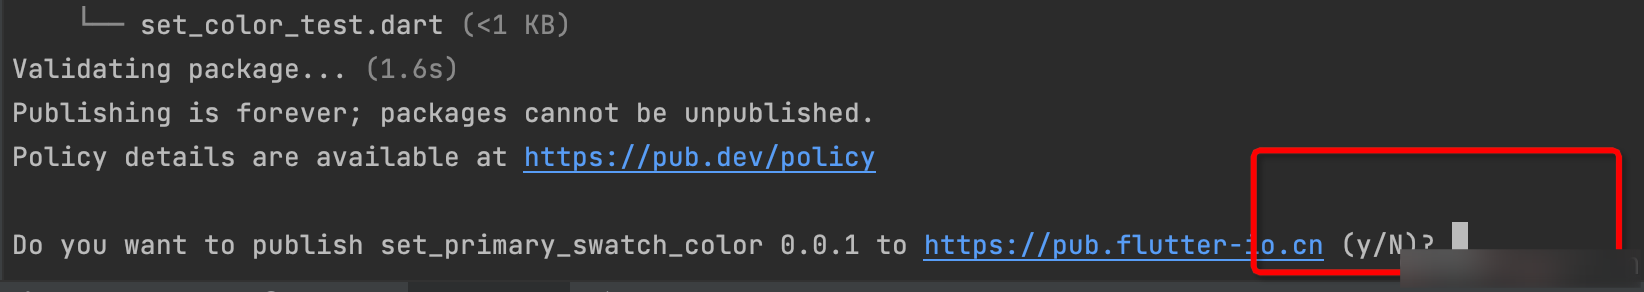 └── set_color_test.dart (<1 KB)
Validating package... (1.6s)
Publishing is forever; packages cannot be unpublished.
Policy details are available at https://pub.dev/policy
Do you want to publish set_primary_swatch_color 0.0.1 to https://pub.flutter-io.cn (y/N)?